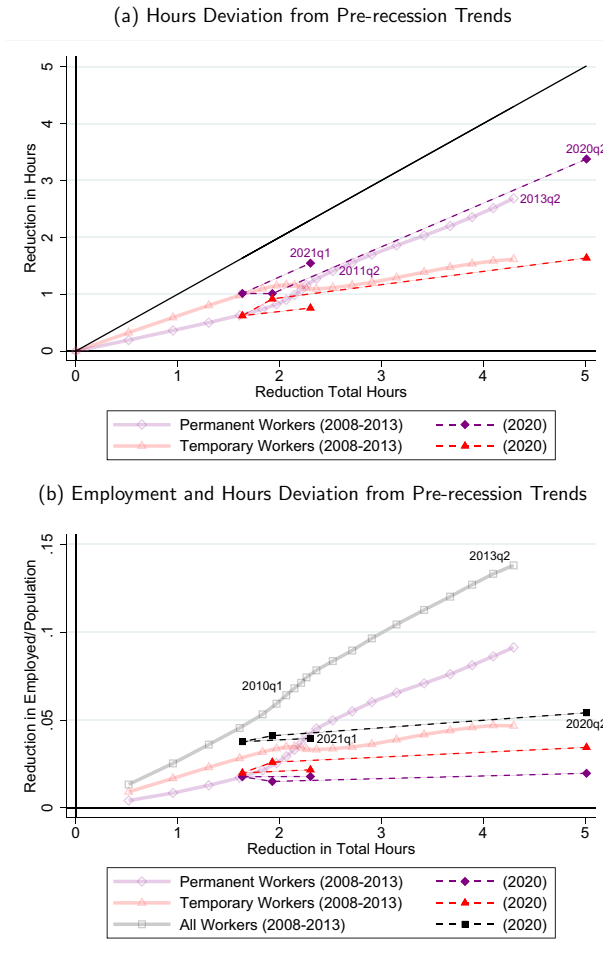 (a) Hours Deviation from Pre-recession Trends
5
4
3
2
1
0
Reduction in Hours
2020q2
2013q2
2021q1
2011q2
0 1 2 3 4 5
Reduction Total Hours
Permanent Workers (2008-2013) (2020)
Temporary Workers (2008-2013) (2020)
(b) Employment and Hours Deviation from Pre-recession Trends
.15
.1
.05
0
Reduction in Employed/Population
2013q2
2010q1
2020q2
2021q1
0 1 2 3 4 5
Reduction in Total Hours
Permanent Workers (2008-2013) (2020)
Temporary Workers (2008-2013) (2020)
All Workers (2008-2013) (2020)